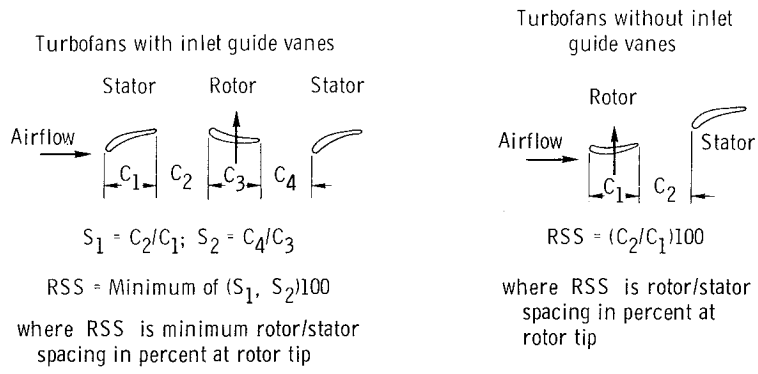 Turbofans with inlet guide vanes
Stator
Rotor
Stator
Airflow
C1
C2
C3
C4
S1 = C2/C1; S2 = C4/C3
RSS = Minimum of (S1, S2)100
where RSS is minimum rotor/stator
spacing in percent at rotor tip
Turbofans without inlet
guide vanes
Rotor
Airflow
Stator
C1
C2
RSS = (C2/C1)100
where RSS is rotor/stator
spacing in percent at
rotor tip